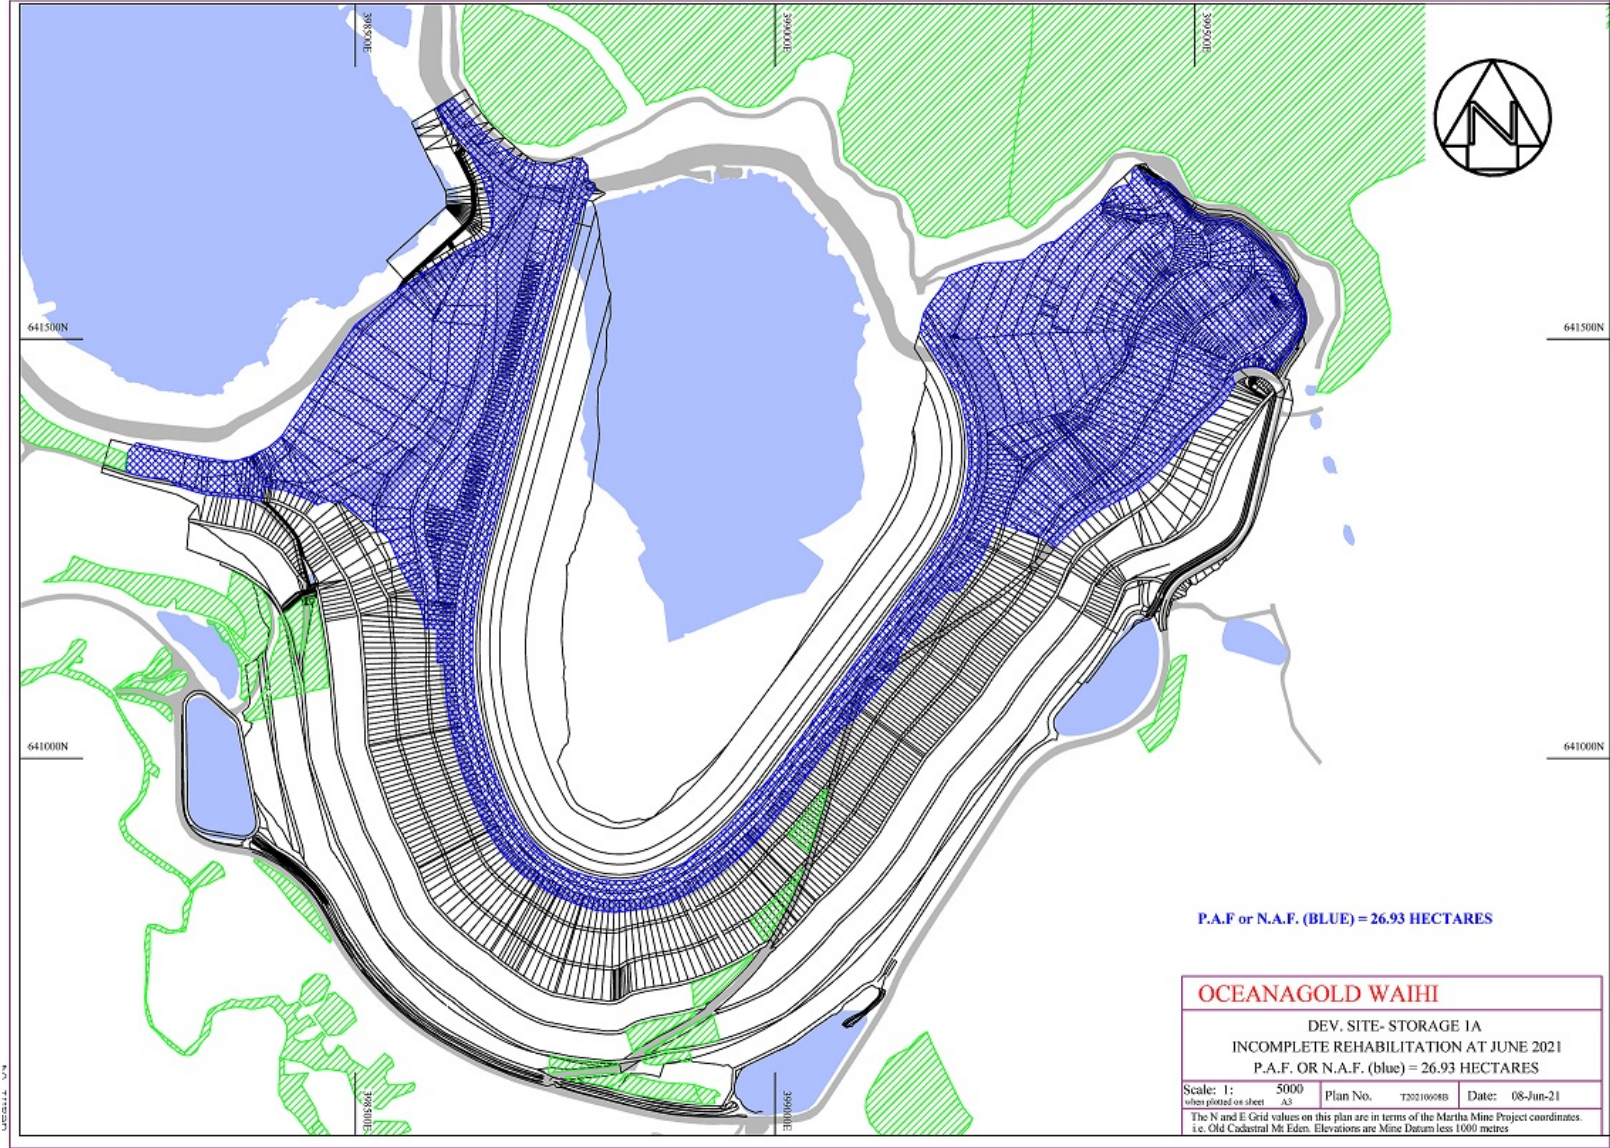 398500E
399000E
399500E
N
641500N
641500N
641000N
641000N
P.A.F or N.A.F. (BLUE) = 26.93 HECTARES
398500E
399000E
OCEANAGOLD WAIHI
DEV. SITE- STORAGE 1A
INCOMPLETE REHABILITATION AT JUNE 2021
P.A.F. OR N.A.F. (blue) = 26.93 HECTARES
Scale: 1: 5000 Plan No. T20210608B Date: 08-Jun-21
when plotted on sheet A3
The N and E Grid values on this plan are in terms of the Martha Mine Project coordinates.
i.e. Old Cadastral Mt Eden. Elevations are Mine Datum less 1000 metres